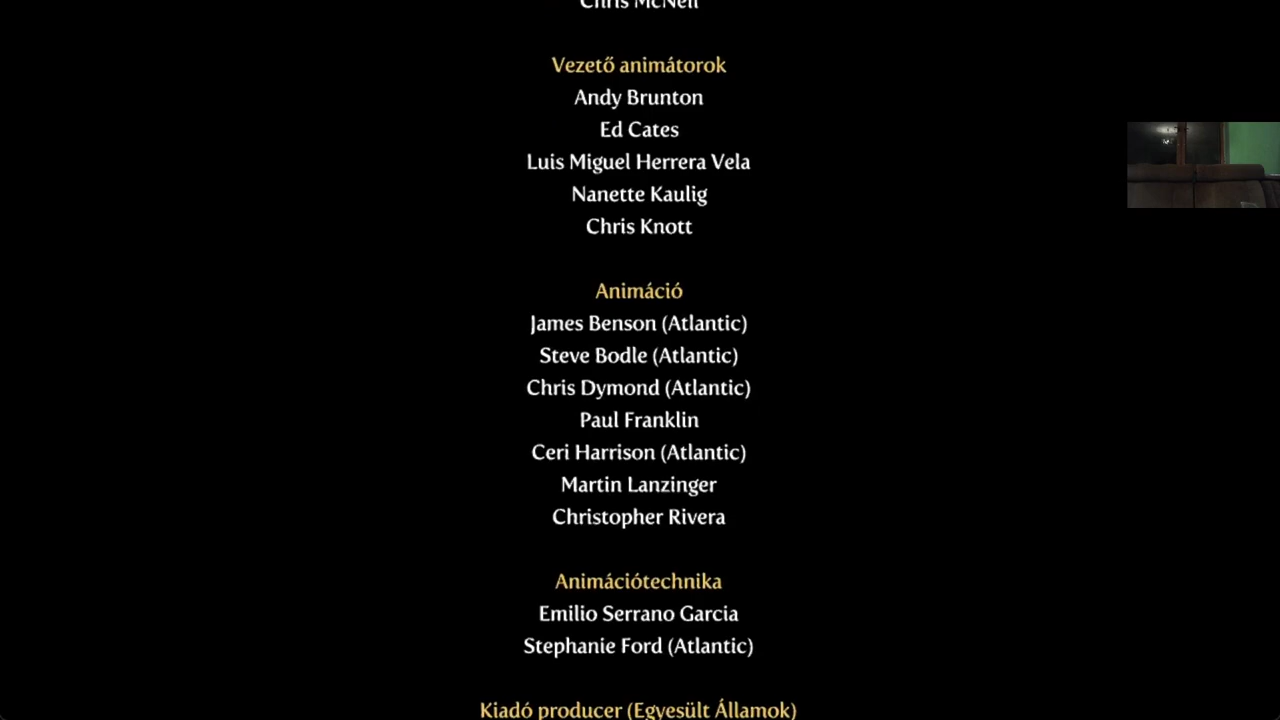 Chris McNeil
Vezető animátorok
Andy Brunton
Ed Cates
Luis Miguel Herrera Vela
Nanette Kaulig
Chris Knott
Animáció
James Benson (Atlantic)
Steve Bodle (Atlantic)
Chris Dymond (Atlantic)
Paul Franklin
Ceri Harrison (Atlantic)
Martin Lanzinger
Christopher Rivera
Animációtechnika
Emilio Serrano Garcia
Stephanie Ford (Atlantic)
Kiadó producer (Egyesült Államok)